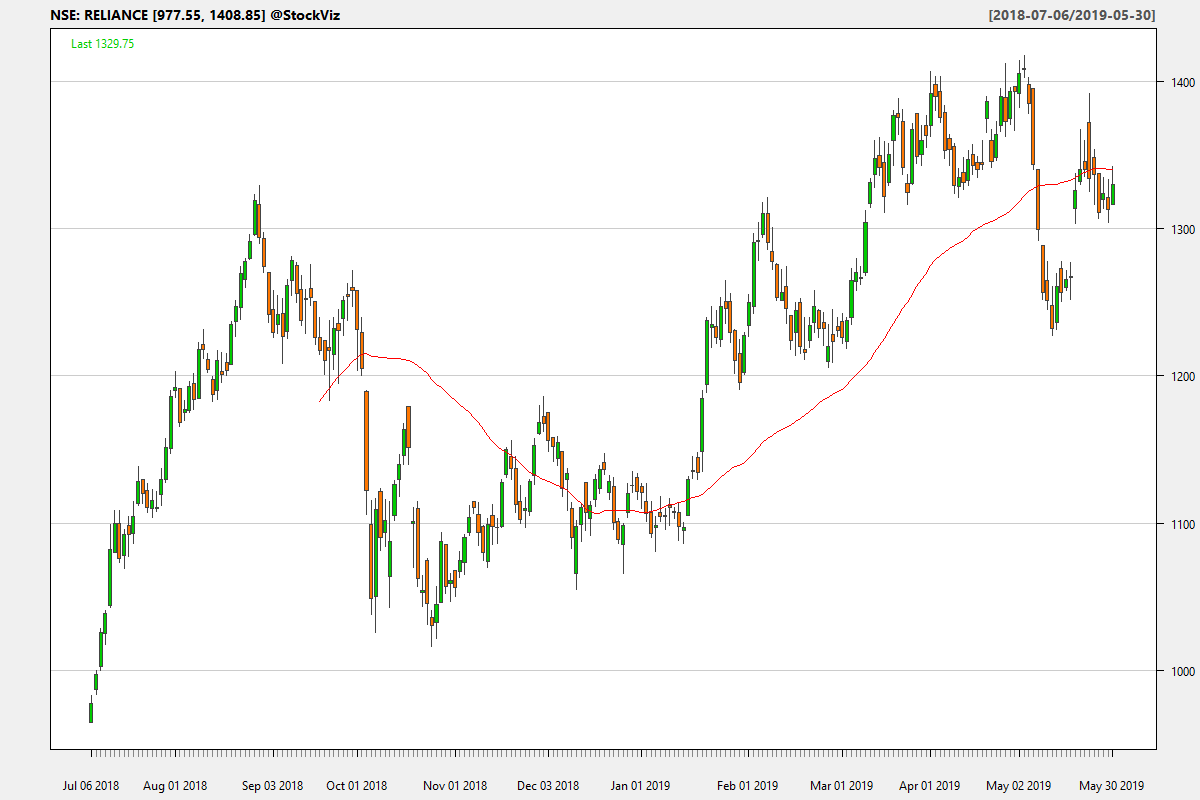 NSE: RELIANCE [977.55, 1408.85] @StockViz
[2018-07-06/2019-05-30]
Last 1329.75
1400
1300
1200
1100
1000
Jul 06 2018 Aug 01 2018 Sep 03 2018 Oct 01 2018 Nov 01 2018 Dec 03 2018 Jan 01 2019 Feb 01 2019 Mar 01 2019 Apr 01 2019 May 02 2019 May 30 2019